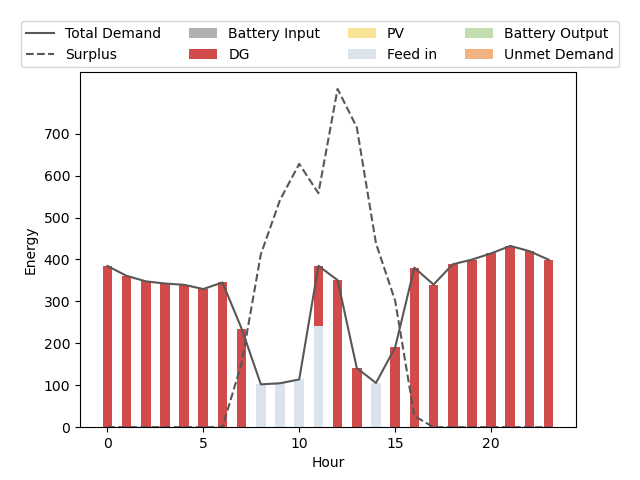 Total Demand Battery Input PV Battery Output
Surplus DG Feed in Unmet Demand
700
600
500
400
300
200
100
0
Energy
0 5 10 15 20
Hour